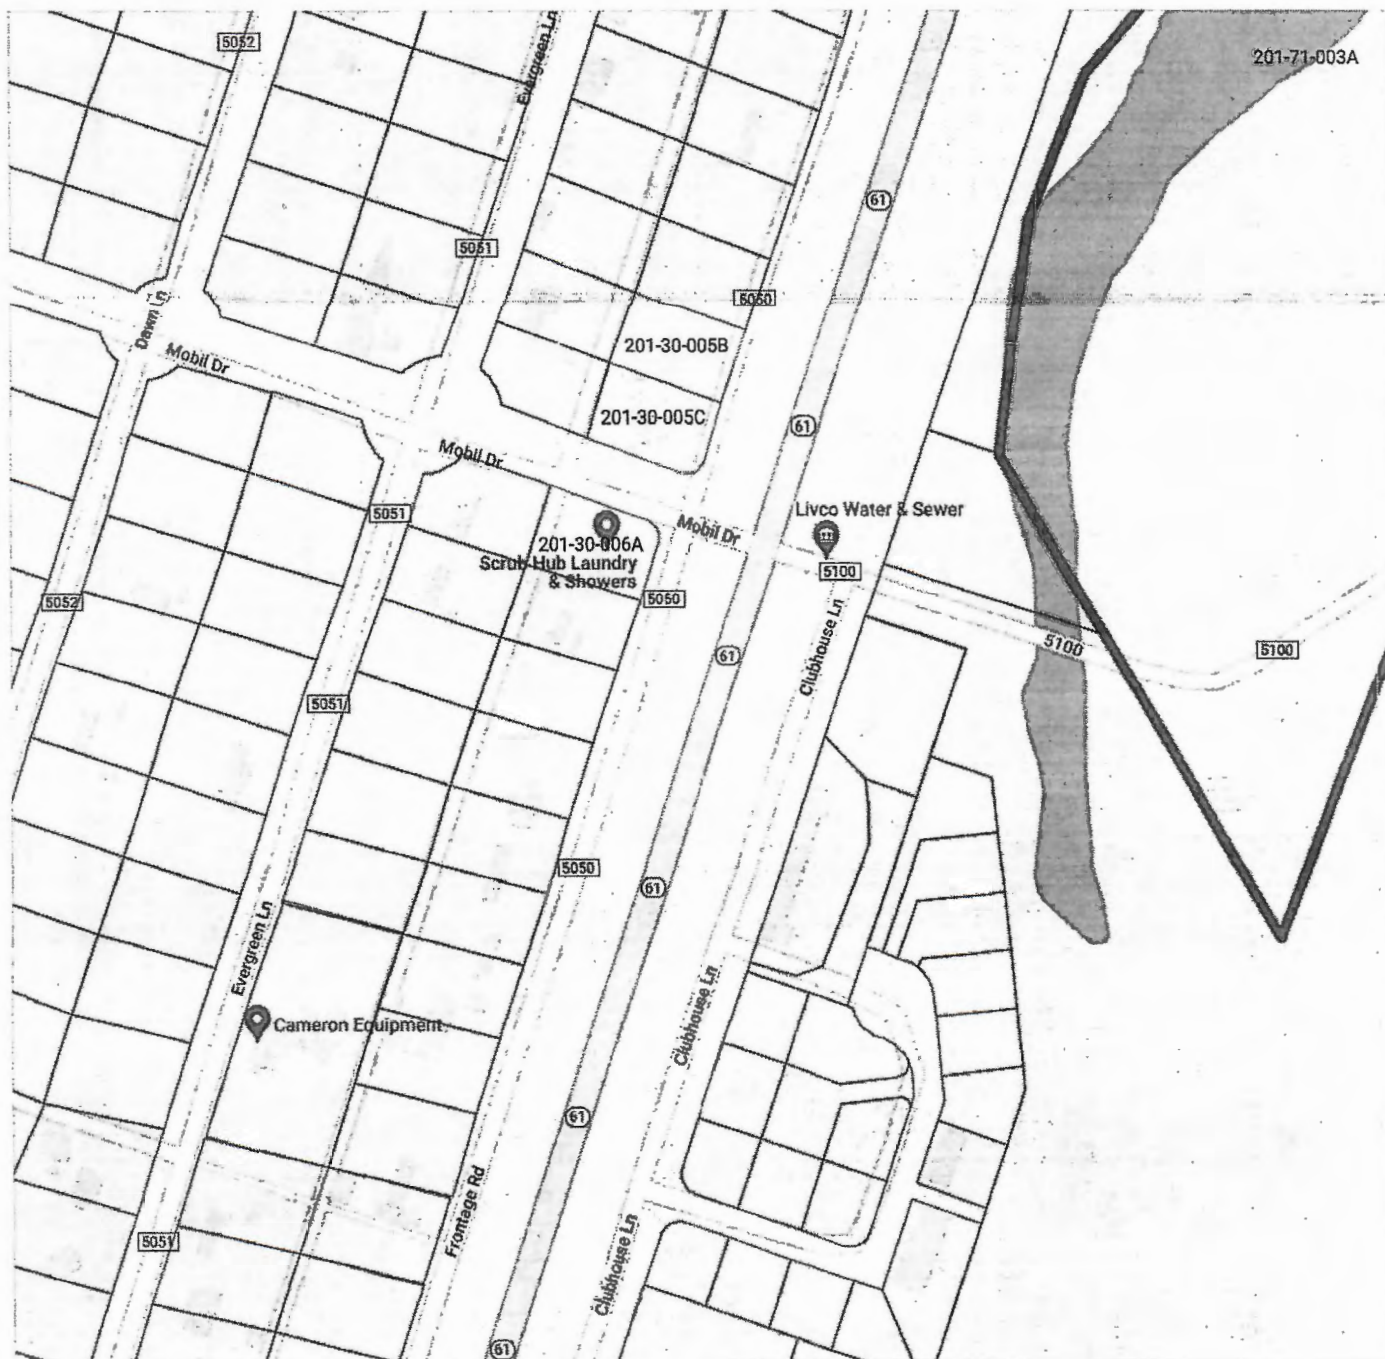 5052
Evergreen Ln
201-71-003A
61
5051
5050
Dawn Ln
Mobil Dr
201-30-005B
201-30-005C
61
Mobil Dr
5051
Livco Water & Sewer
Mobil Dr
201-30-006A
Scrub Hub Laundry
& Showers
5100
5052
5050
5100
5100
61
Clubhouse Ln
5051
5050
61
Evergreen Ln
Cameron Equipment
Clubhouse Ln
61
Frontage Rd
5051
Clubhouse Ln
61